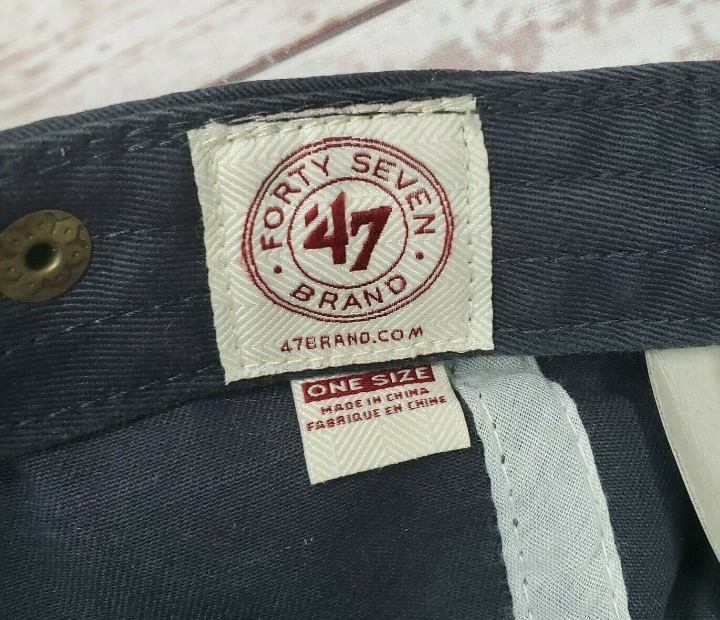 FORTY SEVEN
'47
• BRAND •
47BRAND.COM
ONE SIZE
MADE IN CHINA
FABRIQUE EN CHINE